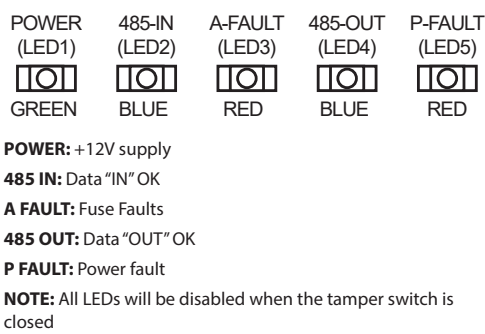 POWER 485-IN A-FAULT 485-OUT P-FAULT
(LED1) (LED2) (LED3) (LED4) (LED5)
GREEN BLUE RED BLUE RED
POWER: +12V supply
485 IN: Data “IN” OK
A FAULT: Fuse Faults
485 OUT: Data “OUT” OK
P FAULT: Power fault
NOTE: All LEDs will be disabled when the tamper switch is
closed